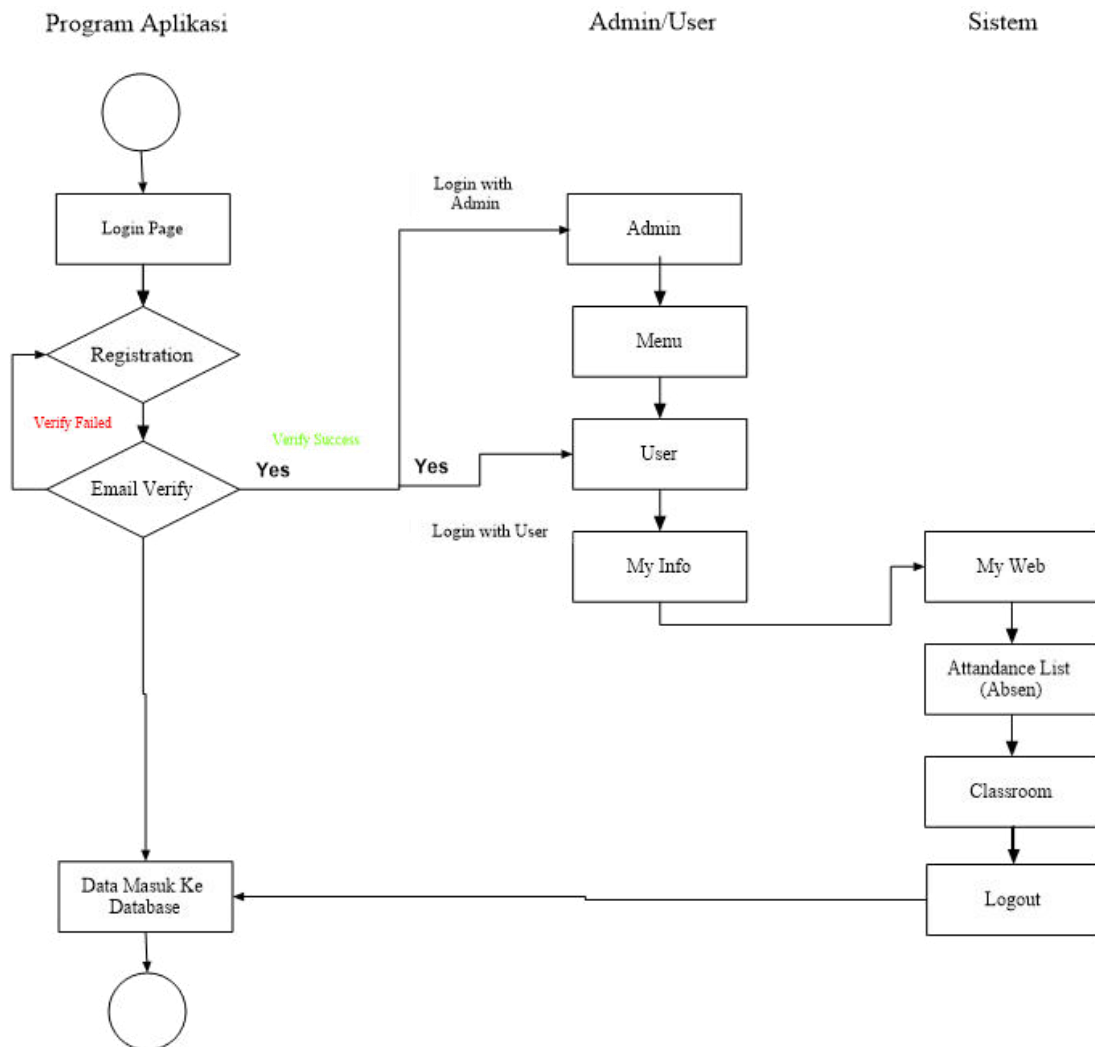 Program Aplikasi
Admin/User
Sistem
Login with
Admin
Login Page
Admin
Menu
Registration
Verify Failed
Verify Success
Yes
Yes
User
Email Verify
Login with User
My Info
My Web
Attandance List
(Absen)
Classroom
Data Masuk Ke
Database
Logout